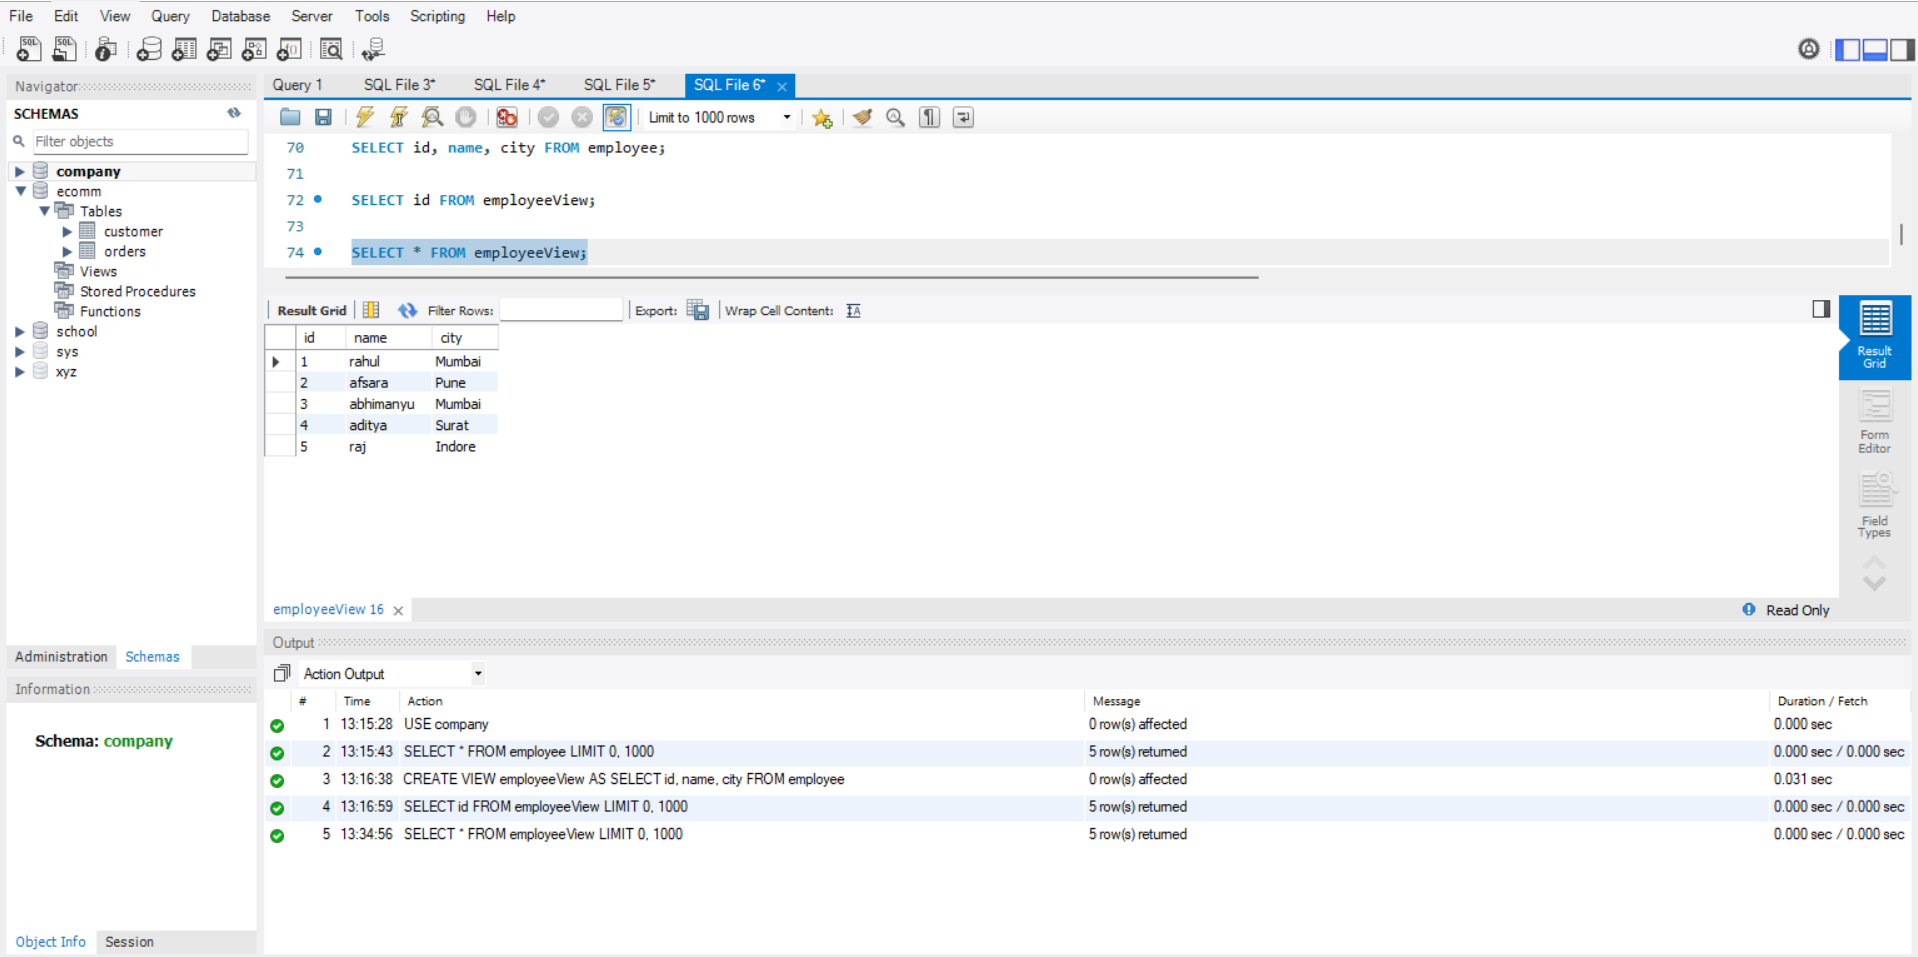 File Edit View Query Database Server Tools Scripting Help
Navigator
SCHEMAS
Filter objects
company
ecomm
Tables
customer
orders
Views
Stored Procedures
Functions
school
sys
xyz
Administration Schemas
Information
Schema: company
Object Info Session
Query 1 SQL File 3* SQL File 4* SQL File 5* SQL File 6*
Limit to 1000 rows
70 SELECT id, name, city FROM employee;
71
72 SELECT id FROM employeeView;
73
74 SELECT * FROM employeeView;
Result Grid Filter Rows: Export: Wrap Cell Content:
id name city
1 rahul Mumbai
2 afsara Pune
3 abhimanyu Mumbai
4 aditya Surat
5 raj Indore
Result
Grid
Form
Editor
Field
Types
employeeView 16 Read Only
Output
Action Output
# Time Action Message Duration / Fetch
1 13:15:28 USE company 0 row(s) affected 0.000 sec
2 13:15:43 SELECT * FROM employee LIMIT 0, 1000 5 row(s) returned 0.000 sec / 0.000 sec
3 13:16:38 CREATE VIEW employeeView AS SELECT id, name, city FROM employee 0 row(s) affected 0.031 sec
4 13:16:59 SELECT id FROM employeeView LIMIT 0, 1000 5 row(s) returned 0.000 sec / 0.000 sec
5 13:34:56 SELECT * FROM employeeView LIMIT 0, 1000 5 row(s) returned 0.000 sec / 0.000 sec